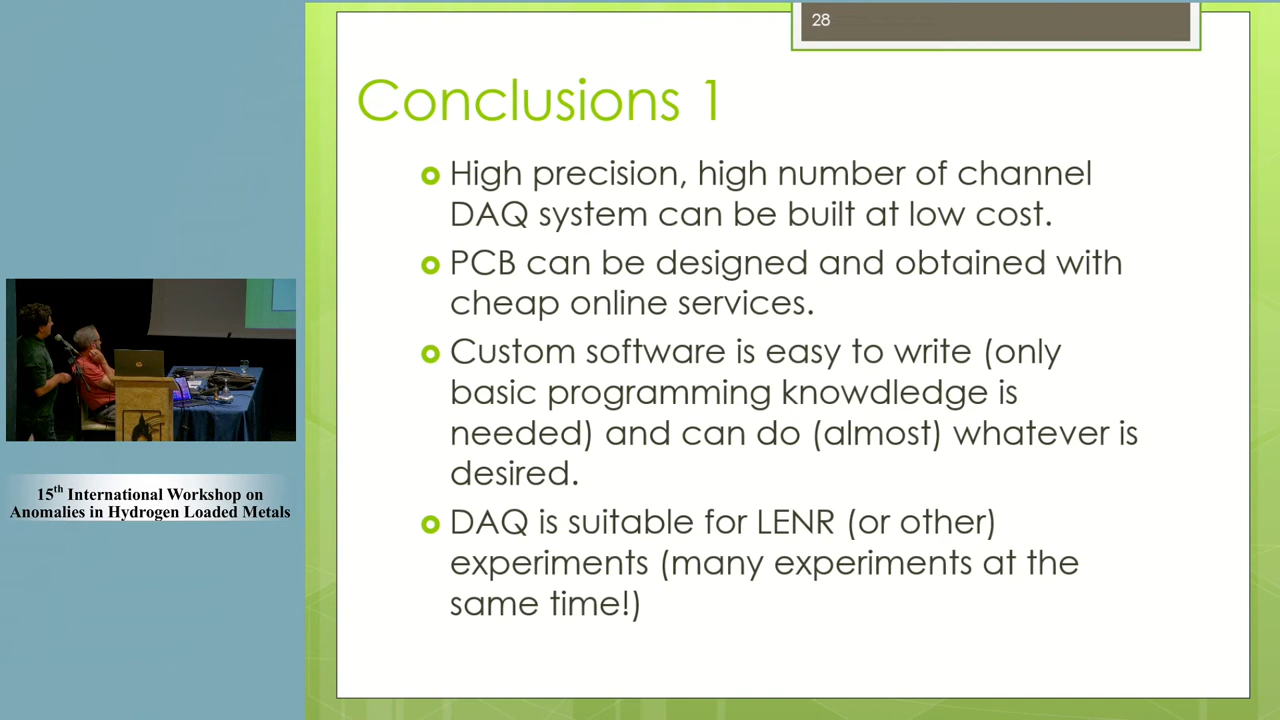 28
Conclusions 1
High precision, high number of channel
DAQ system can be built at low cost.
PCB can be designed and obtained with
cheap online services.
Custom software is easy to write (only
basic programming knowdledge is
needed) and can do (almost) whatever is
desired.
DAQ is suitable for LENR (or other)
experiments (many experiments at the
same time!)
15th International Workshop on
Anomalies in Hydrogen Loaded Metals